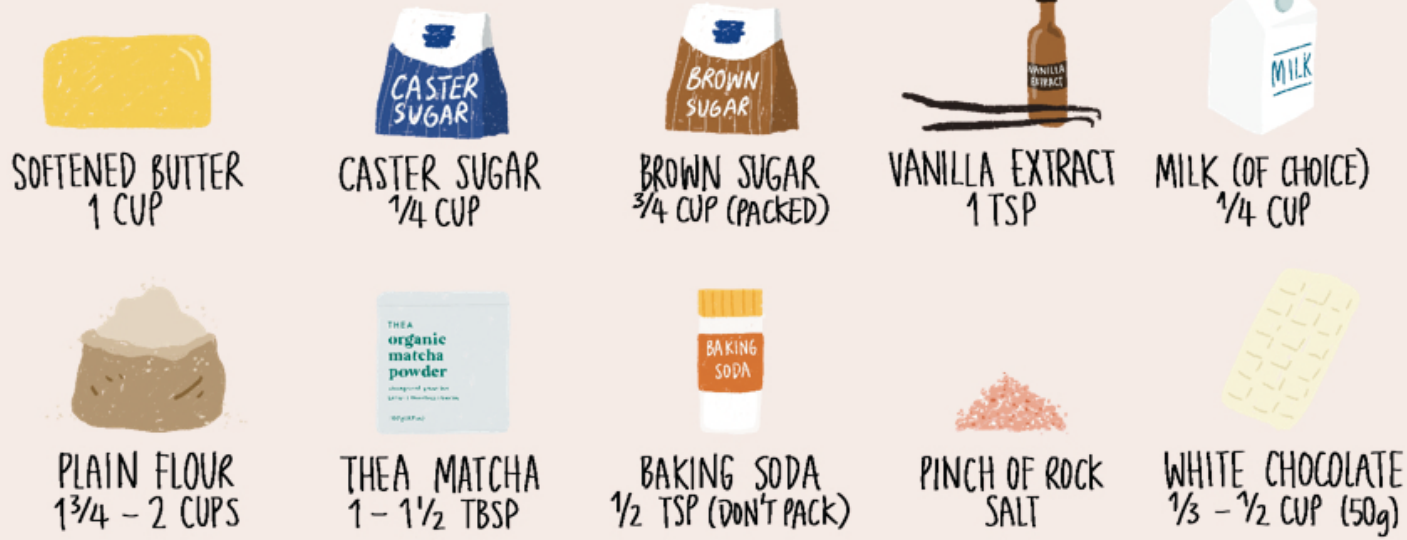 CASTER
SUGAR
BROWN
SUGAR
VANILLA
EXTRACT
MILK
SOFTENED BUTTER
1 CUP
CASTER SUGAR
1/4 CUP
BROWN SUGAR
3/4 CUP (PACKED)
VANILLA EXTRACT
1 TSP
MILK (OF CHOICE)
1/4 CUP
THEA
organic
matcha
powder
BAKING
SODA
PLAIN FLOUR
1 3/4 - 2 CUPS
THEA MATCHA
1 - 1 1/2 TBSP
BAKING SODA
1/2 TSP (DON'T PACK)
PINCH OF ROCK
SALT
WHITE CHOCOLATE
1/3 - 1/2 CUP (50g)